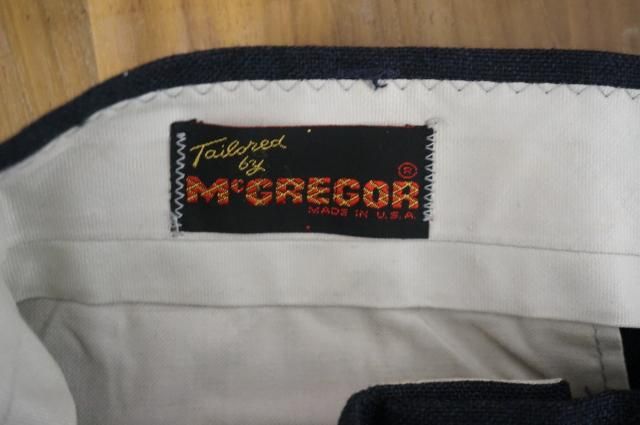 Tailored
by
McGREGOR ®
MADE IN U.S.A.